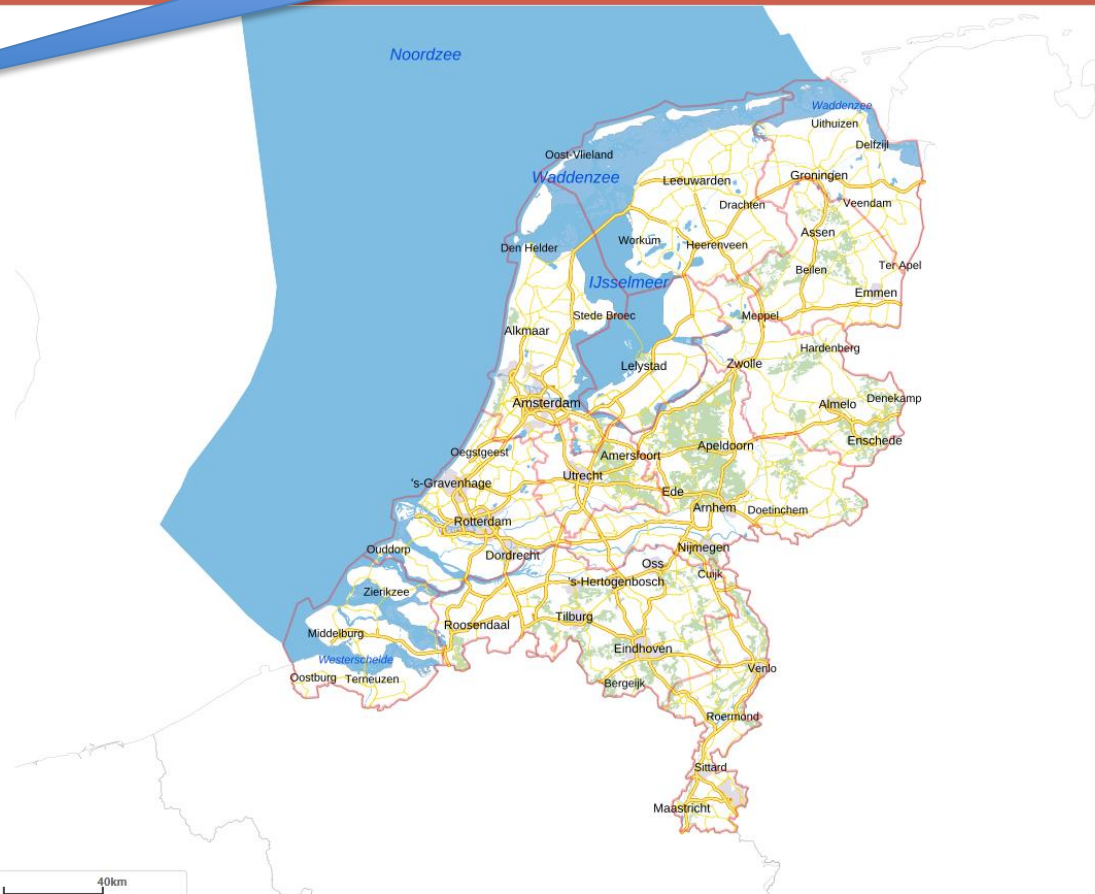 Noordzee
Waddenzee
Uithuizen
Delfzijl
Oost-Vlieland
Waddenzee
Leeuwarden
Groningen
Drachten
Veendam
Den Helder
Workum
Heerenveen
Assen
Beilen
Ter Apel
IJsselmeer
Emmen
Stede Broec
Meppel
Alkmaar
Hardenberg
Lelystad
Zwolle
Amsterdam
Almelo
Denekamp
Enschede
Oegstgeest
Amersfoort
Apeldoorn
's-Gravenhage
Utrecht
Ede
Arnhem
Doetinchem
Rotterdam
Ouddorp
Dordrecht
Nijmegen
Oss
Cuijk
's-Hertogenbosch
Zierikzee
Tilburg
Roosendaal
Middelburg
Eindhoven
Westerschelde
Venlo
Oostburg
Terneuzen
Bergeijk
Roermond
Sittard
Maastricht
40km